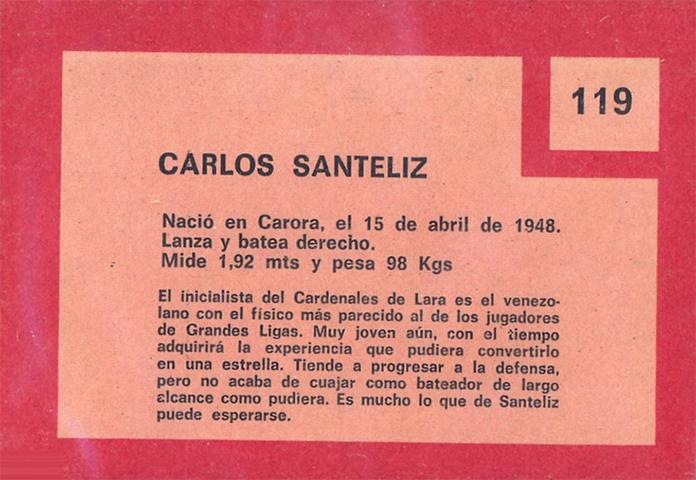 119
CARLOS SANTELIZ
Nació en Carora, el 15 de abril de 1948.
Lanza y batea derecho.
Mide 1,92 mts y pesa 98 Kgs
El inicialista del Cardenales de Lara es el venezo-
lano con el físico más parecido al de los jugadores
de Grandes Ligas. Muy joven aún, con el tiempo
adquirirá la experiencia que pudiera convertirlo
en una estrella. Tiende a progresar a la defensa,
pero no acaba de cuajar como bateador de largo
alcance como pudiera. Es mucho lo que de Santeliz
puede esperarse.